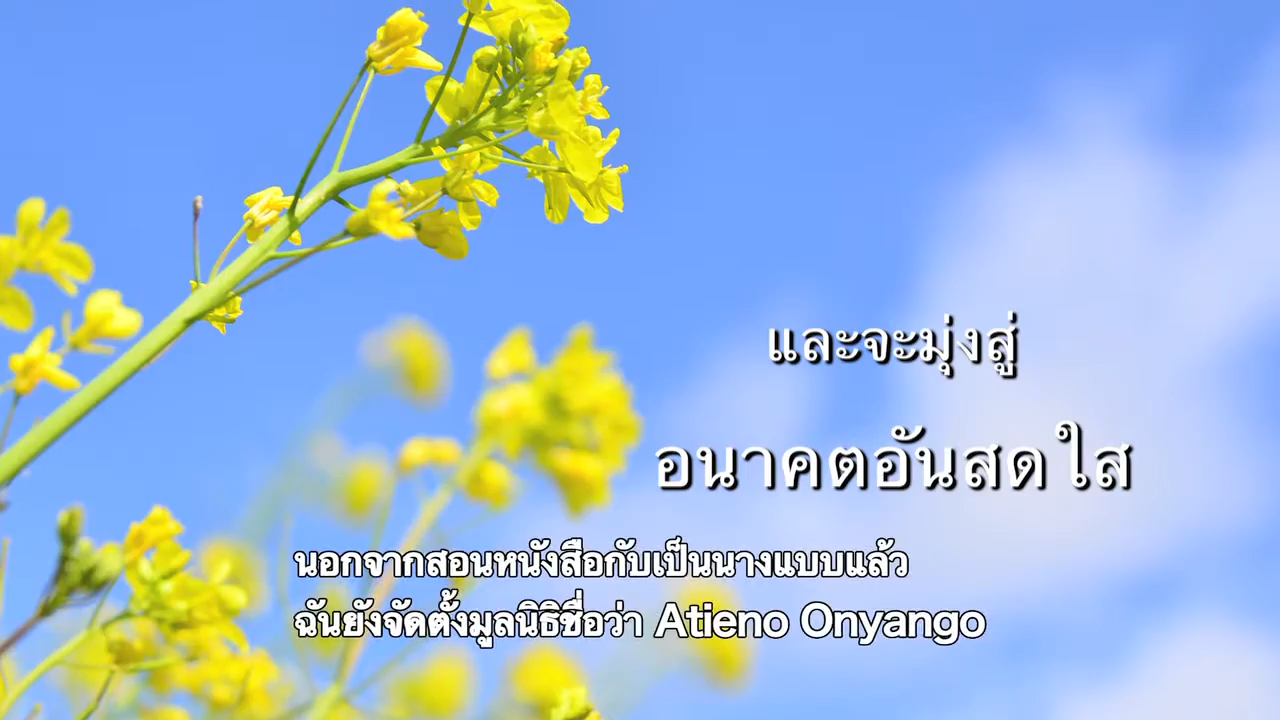 และจะมุ่งสู่
อนาคตอันสดใส
นอกจากสอนหนังสือกับเป็นนางแบบแล้ว
ฉันยังจัดตั้งมูลนิธิชื่อว่า Atieno Onyango